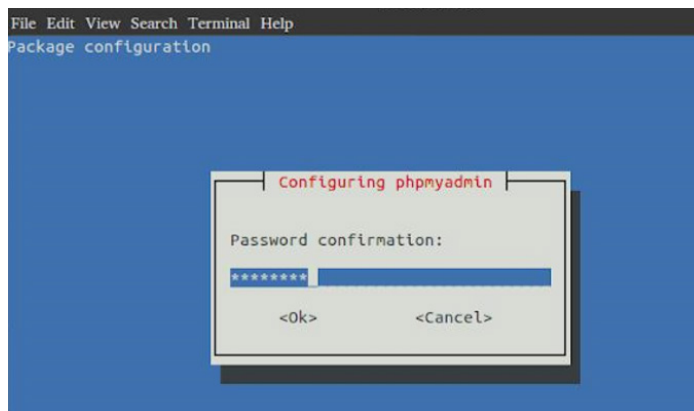 File Edit View Search Terminal Help
Package configuration
Configuring phpmyadmin
Password confirmation:
********
<Ok> <Cancel>